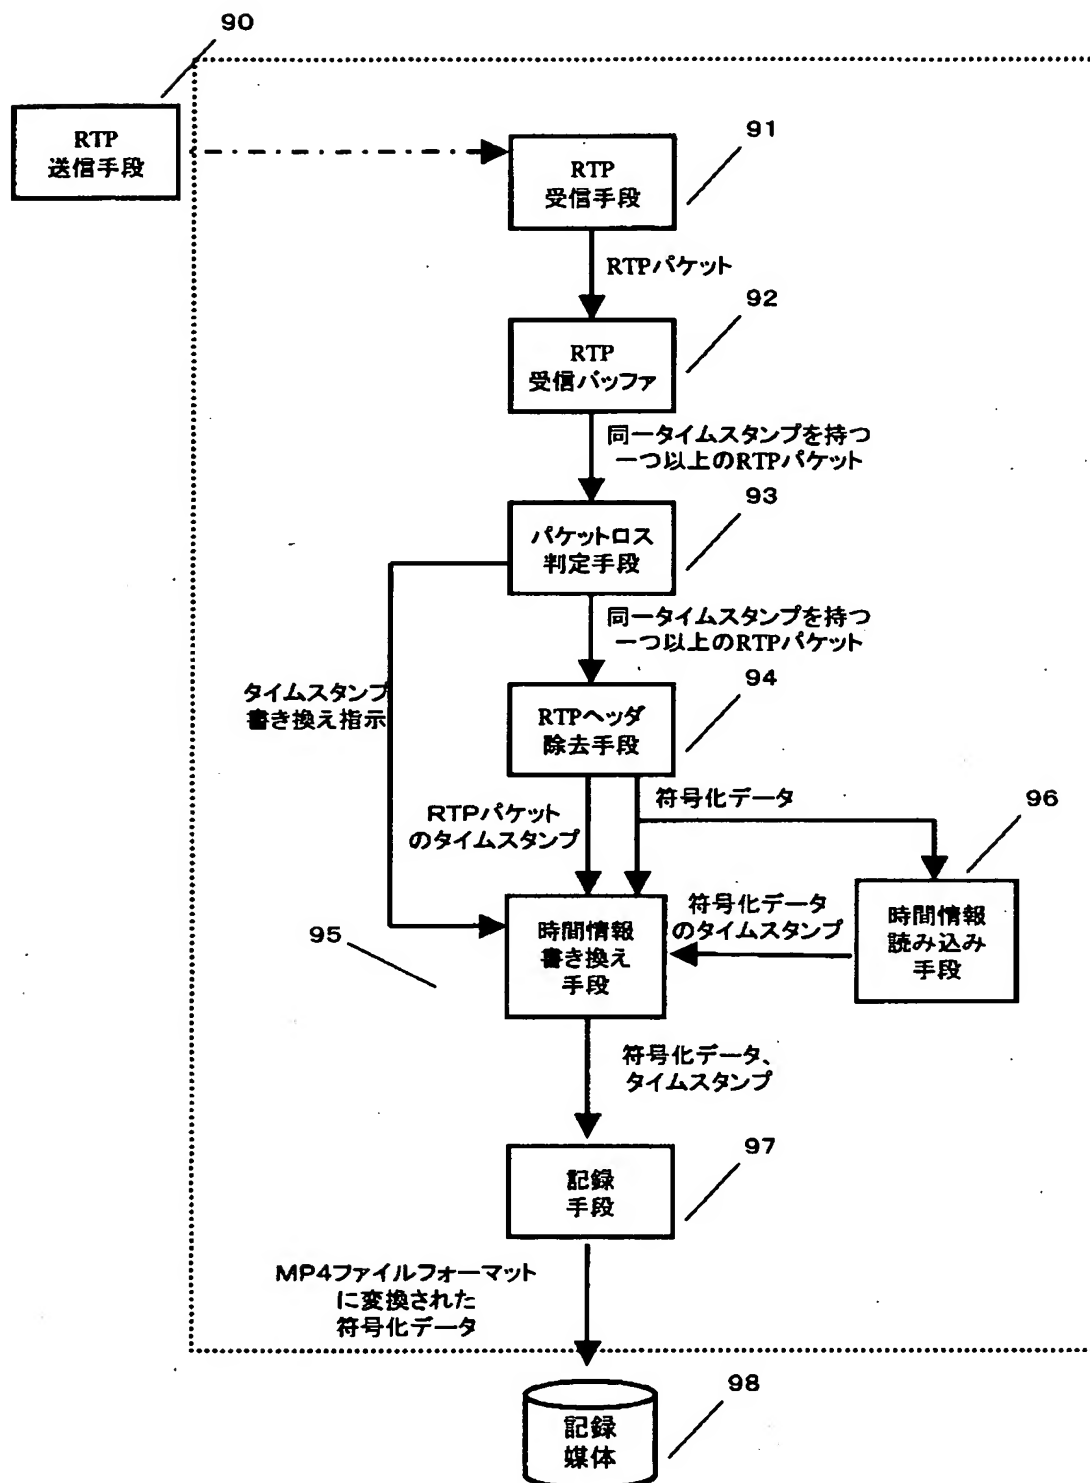 90
RTP
送信手段
91
RTP
受信手段
RTPパケット
92
RTP
受信バッファ
同一タイムスタンプを持つ
一つ以上のRTPパケット
93
パケットロス
判定手段
同一タイムスタンプを持つ
一つ以上のRTPパケット
タイムスタンプ
書き換え指示
94
RTPヘッダ
除去手段
符号化データ
RTPパケット
のタイムスタンプ
96
時間情報
読み込み
手段
符号化データ
のタイムスタンプ
95
時間情報
書き換え
手段
符号化データ、
タイムスタンプ
97
記録
手段
MP4ファイルフォーマット
に変換された
符号化データ
98
記録
媒体